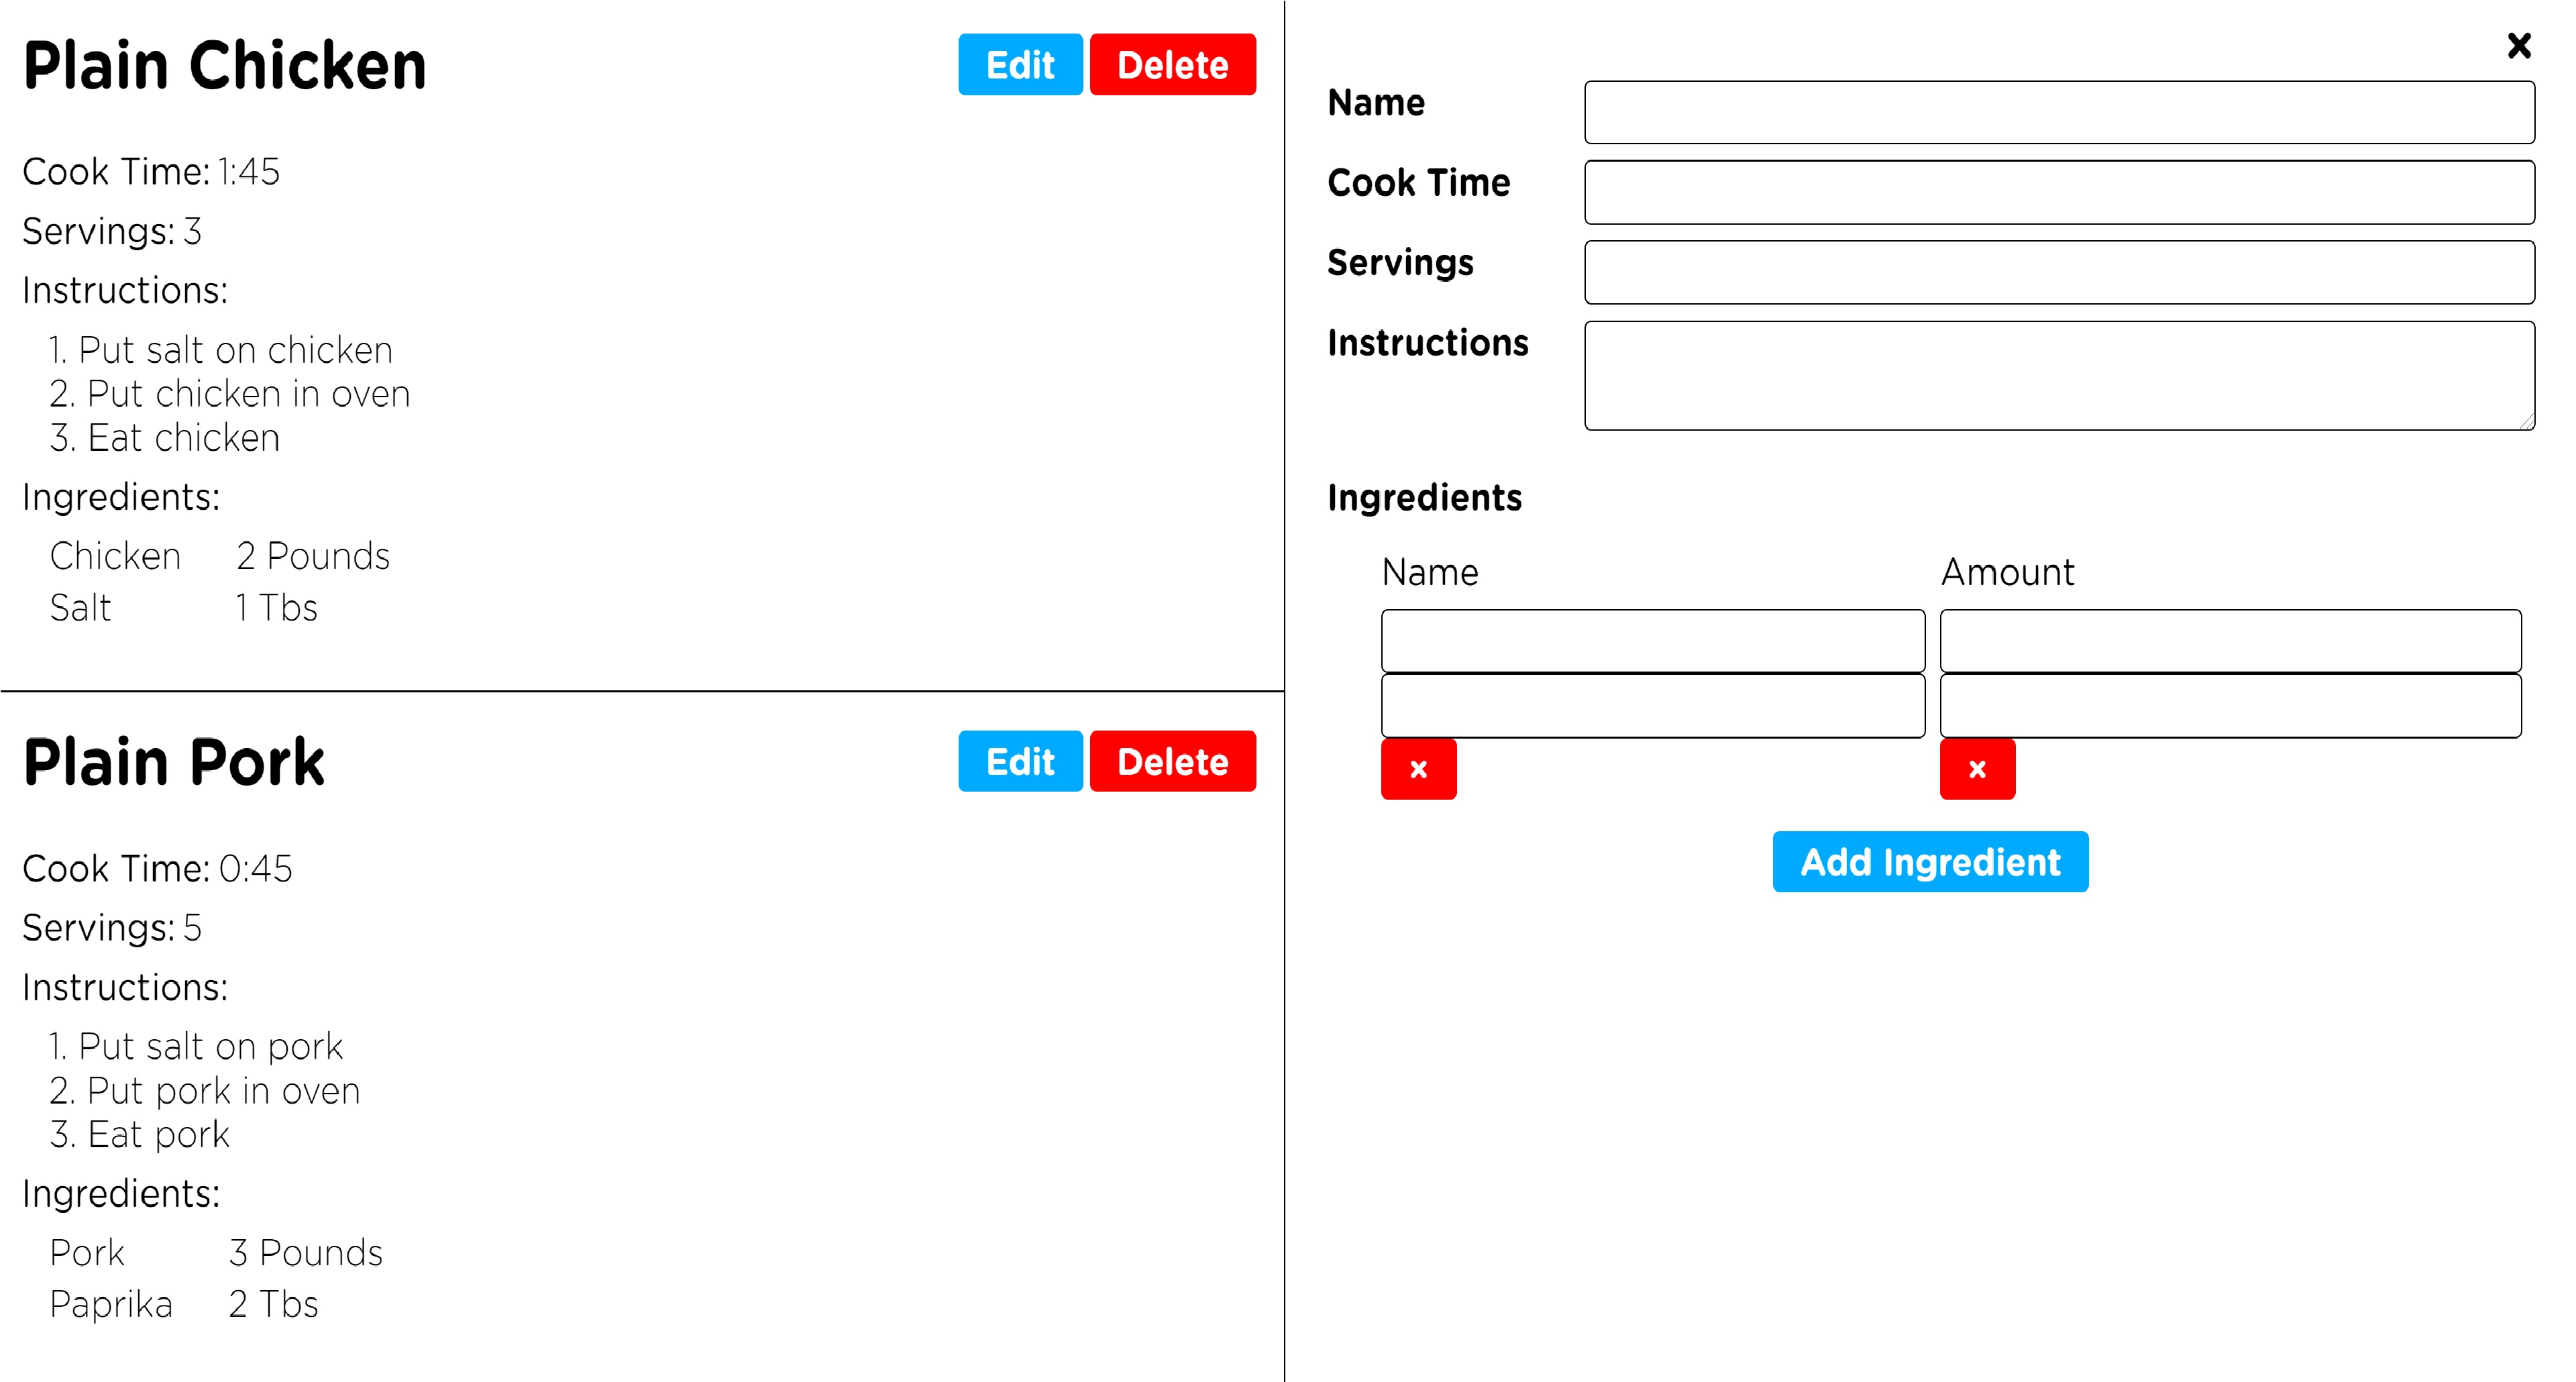 Plain Chicken
Edit Delete
Cook Time: 1:45
Servings: 3
Instructions:
1. Put salt on chicken
2. Put chicken in oven
3. Eat chicken
Ingredients:
Chicken 2 Pounds
Salt 1 Tbs
Plain Pork
Edit Delete
Cook Time: 0:45
Servings: 5
Instructions:
1. Put salt on pork
2. Put pork in oven
3. Eat pork
Ingredients:
Pork 3 Pounds
Paprika 2 Tbs
x
Name
Cook Time
Servings
Instructions
Ingredients
Name Amount
x x
Add Ingredient